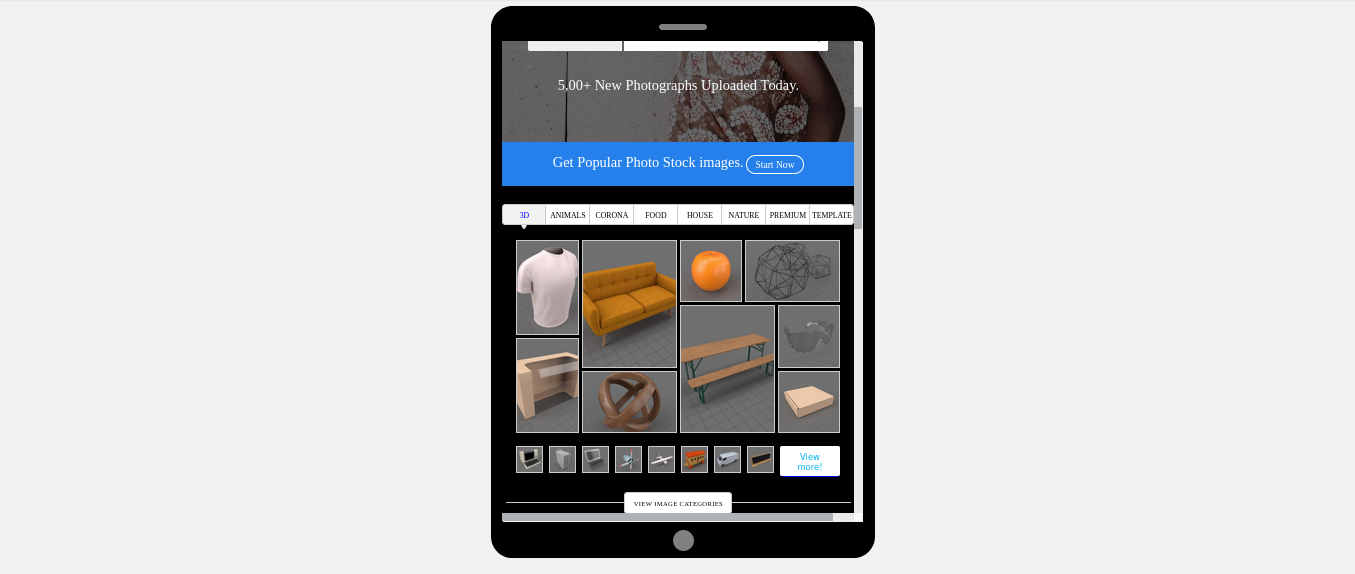 5.00+ New Photographs Uploaded Today.
Get Popular Photo Stock images. Start Now
3D ANIMALS CORONA FOOD HOUSE NATURE PREMIUM TEMPLATE
View
more!
VIEW IMAGE CATEGORIES